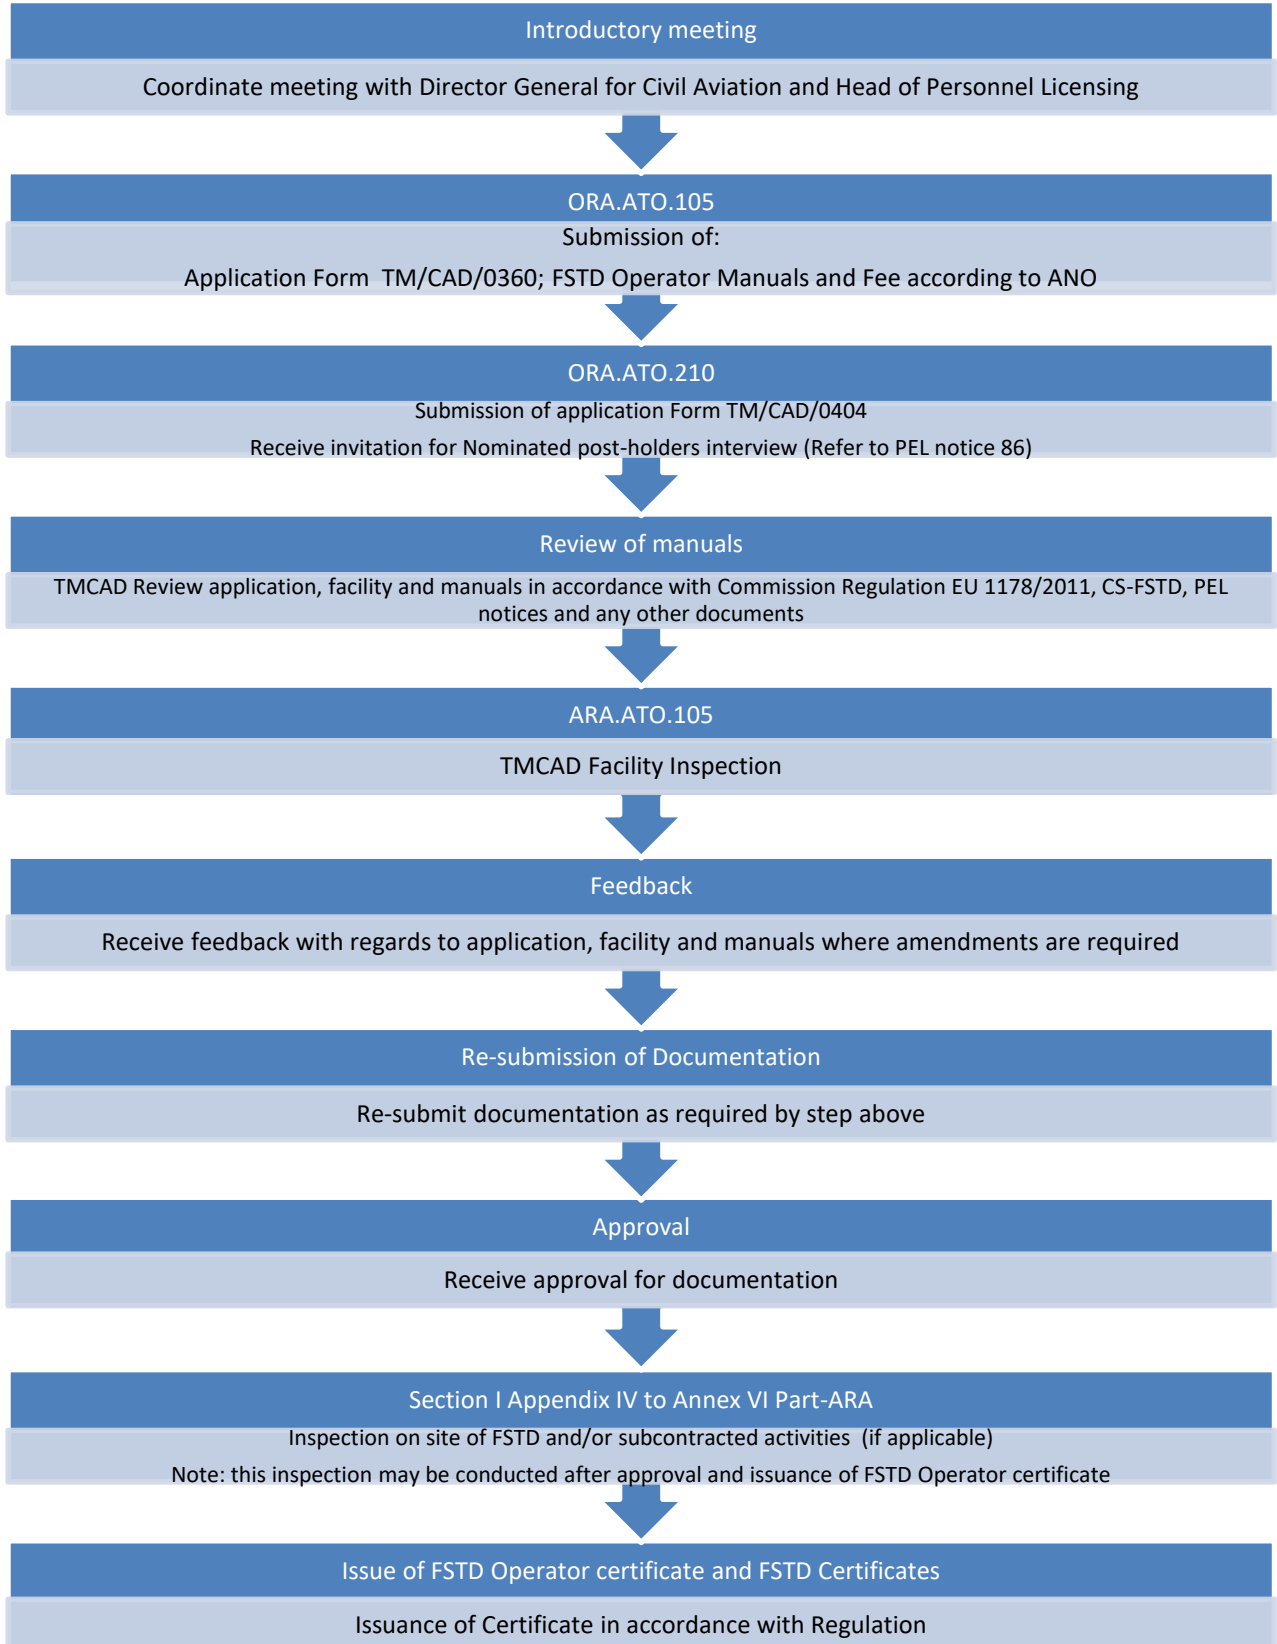 Introductory meeting
Coordinate meeting with Director General for Civil Aviation and Head of Personnel Licensing
ORA.ATO.105
Submission of:
Application Form  TM/CAD/0360; FSTD Operator Manuals and Fee according to ANO
ORA.ATO.210
Submission of application Form TM/CAD/0404
Receive invitation for Nominated post-holders interview (Refer to PEL notice 86)
Review of manuals
TMCAD Review application, facility and manuals in accordance with Commission Regulation EU 1178/2011, CS-FSTD, PEL
notices and any other documents
ARA.ATO.105
TMCAD Facility Inspection
Feedback
Receive feedback with regards to application, facility and manuals where amendments are required
Re-submission of Documentation
Re-submit documentation as required by step above
Approval
Receive approval for documentation
Section I Appendix IV to Annex VI Part-ARA
Inspection on site of FSTD and/or subcontracted activities  (if applicable)
Note: this inspection may be conducted after approval and issuance of FSTD Operator certificate
Issue of FSTD Operator certificate and FSTD Certificates
Issuance of Certificate in accordance with Regulation